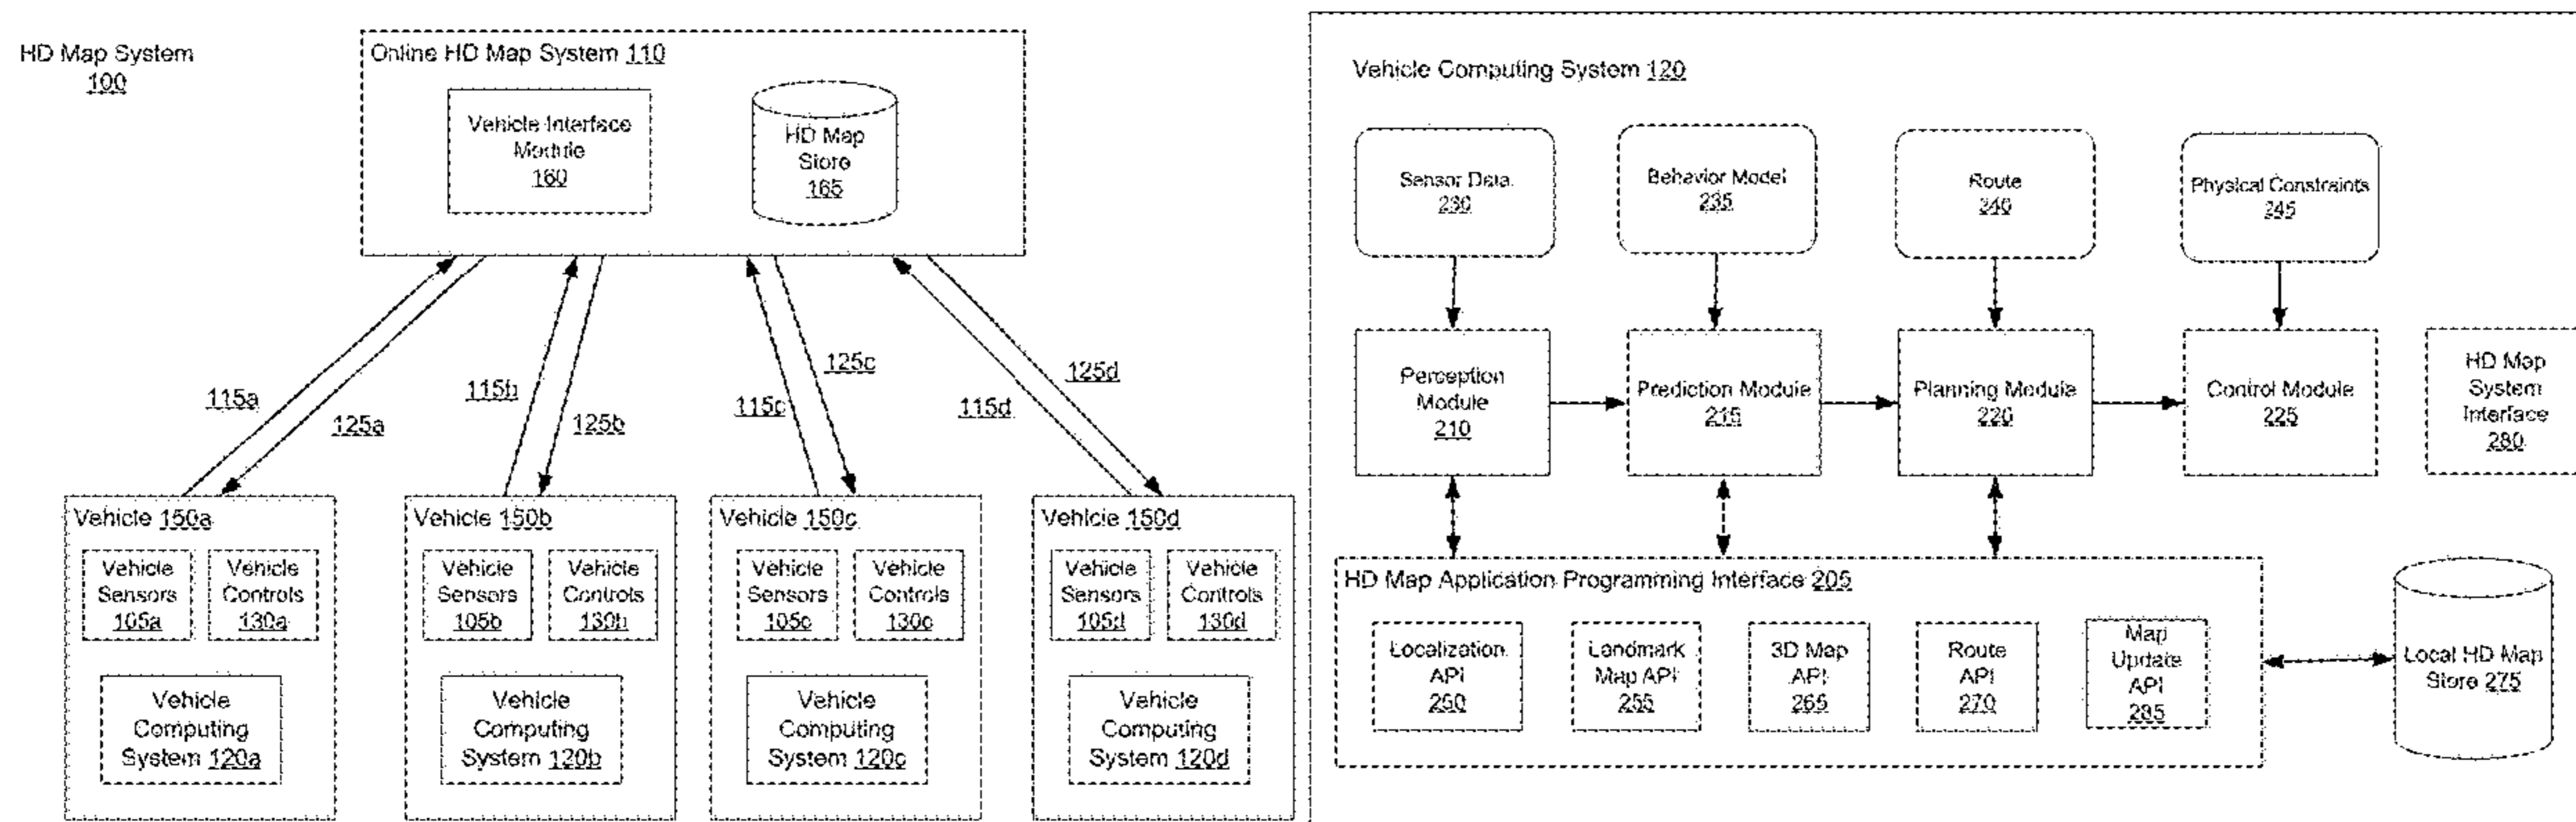 HD Map System
100
Online HD Map System 110
Vehicle Interface
Module
160
HD Map
Store
165
115a
125a
115b
125b
115c
125c
115d
125d
Vehicle 150a
Vehicle
Sensors
105a
Vehicle
Controls
130a
Vehicle
Computing
System 120a
Vehicle 150b
Vehicle
Sensors
105b
Vehicle
Controls
130b
Vehicle
Computing
System 120b
Vehicle 150c
Vehicle
Sensors
105c
Vehicle
Controls
130c
Vehicle
Computing
System 120c
Vehicle 150d
Vehicle
Sensors
105d
Vehicle
Controls
130d
Vehicle
Computing
System 120d
Vehicle Computing System 120
Sensor Data
230
Behavior Model
235
Route
240
Physical Constraints
245
Perception
Module
210
Prediction Module
215
Planning Module
220
Control Module
225
HD Map
System
Interface
280
HD Map Application Programming Interface 205
Localization
API
250
Landmark
Map API
255
3D Map
API
265
Route
API
270
Map
Update
API
285
Local HD Map
Store 275